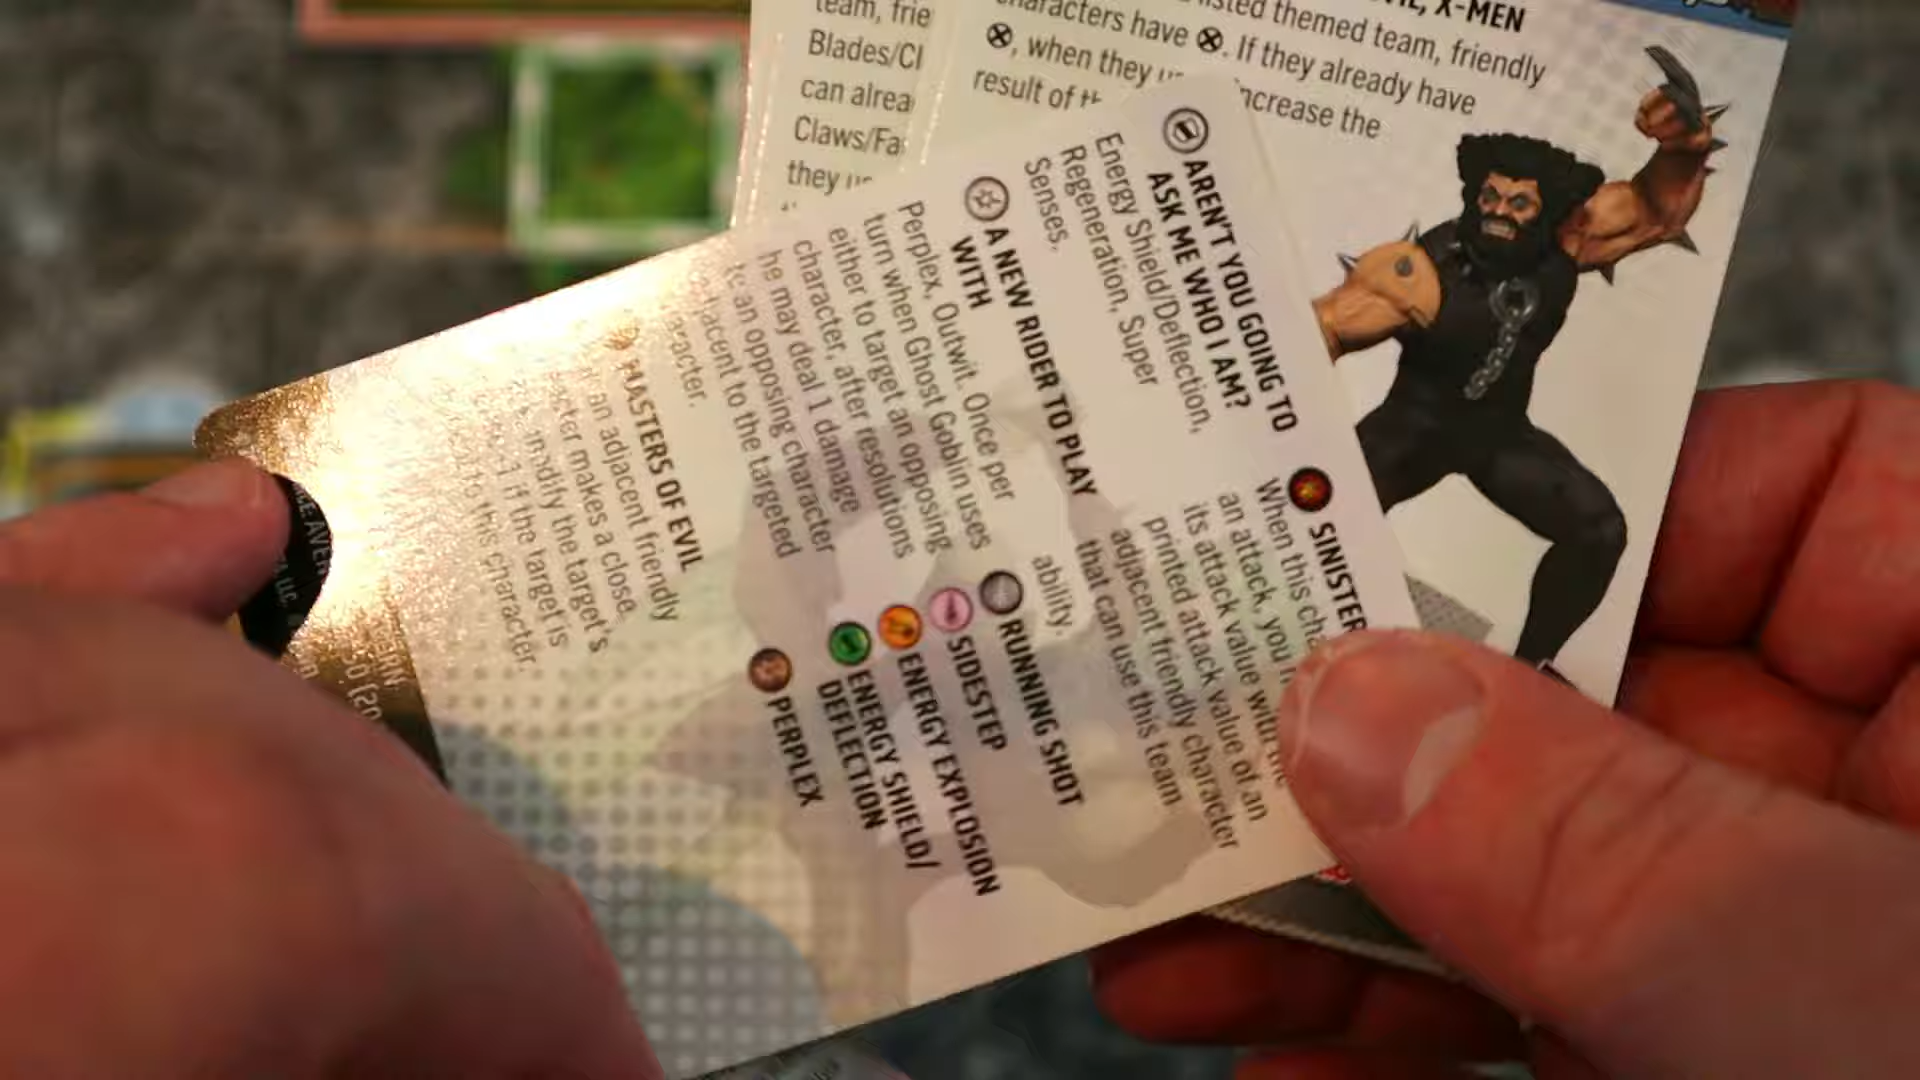 team, frie
Blades/Cl
can alrea
Claws/Fa
they
X-MEN
listed themed team, friendly
characters have . If they already have
, when they increase the
result of
AREN'T YOU GOING TO
ASK ME WHO I AM?
Energy Shield/Deflection,
Regeneration, Super
Senses.
A NEW RIDER TO PLAY
WITH
Perplex, Outwit. Once per
turn when Ghost Goblin uses
either to target an opposing
character, after resolutions
he may deal 1 damage
to an opposing character
adjacent to the targeted
character.
MASTERS OF EVIL
an adjacent friendly
makes a close
modify the target's
1 if the target is
to this character.
SINISTER
When this cha
an attack, you
its attack value with the
printed attack value of an
adjacent friendly character
that can use this team
ability.
RUNNING SHOT
SIDESTEP
ENERGY EXPLOSION
ENERGY SHIELD/
DEFLECTION
PERPLEX